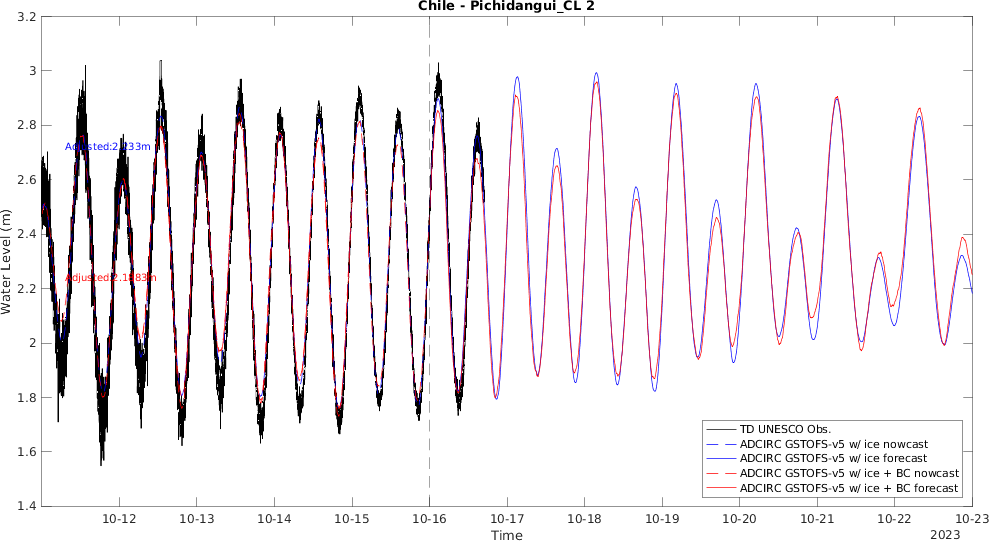 Chile - Pichidangui_CL 2
3.2
3
2.8
2.6
2.4
2.2
2
1.8
1.6
1.4
Water Level (m)
Adjusted:2.
Adjusted:2.1883m
TD UNESCO Obs.
ADCIRC GSTOFS-v5 w/ ice nowcast
ADCIRC GSTOFS-v5 w/ ice forecast
ADCIRC GSTOFS-v5 w/ ice + BC nowcast
ADCIRC GSTOFS-v5 w/ ice + BC forecast
10-12 10-13 10-14 10-15 10-16 10-17 10-18 10-19 10-20 10-21 10-22 10-23
Time
2023